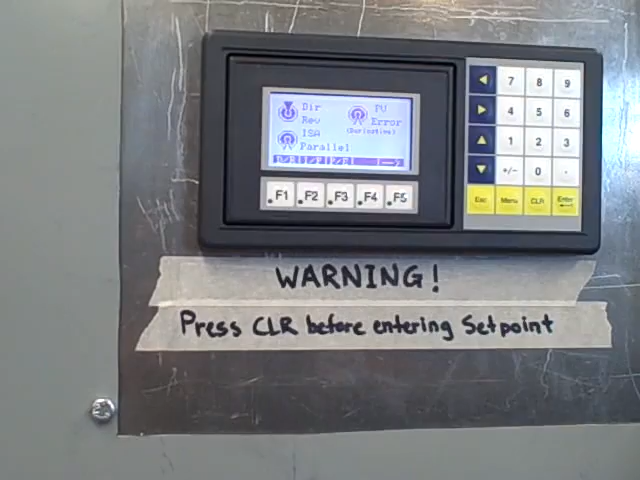 Dir
Rev
PV
Error
(Derivative)
ISA
Parallel
F1 F2 F3 F4 F5
7 8 9
4 5 6
1 2 3
+/- 0 .
Esc Menu CLR Enter
WARNING!
Press CLR before entering Setpoint